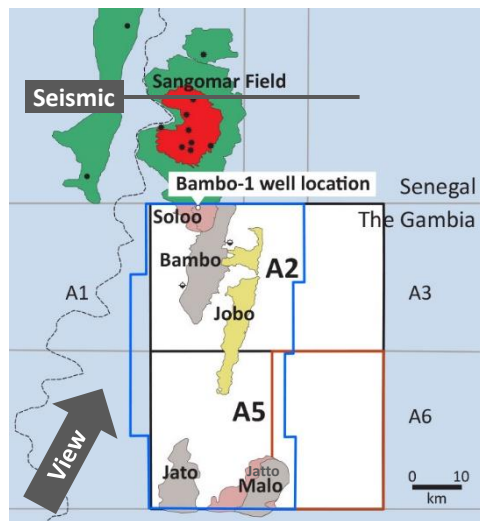 Sangomar Field
Seismic
Bambo-1 well location
Senegal
Soloo
The Gambia
Bambo
A2
A1
A3
Jobo
A5
A6
View
Jato
Jatto
Malo
0 10
km